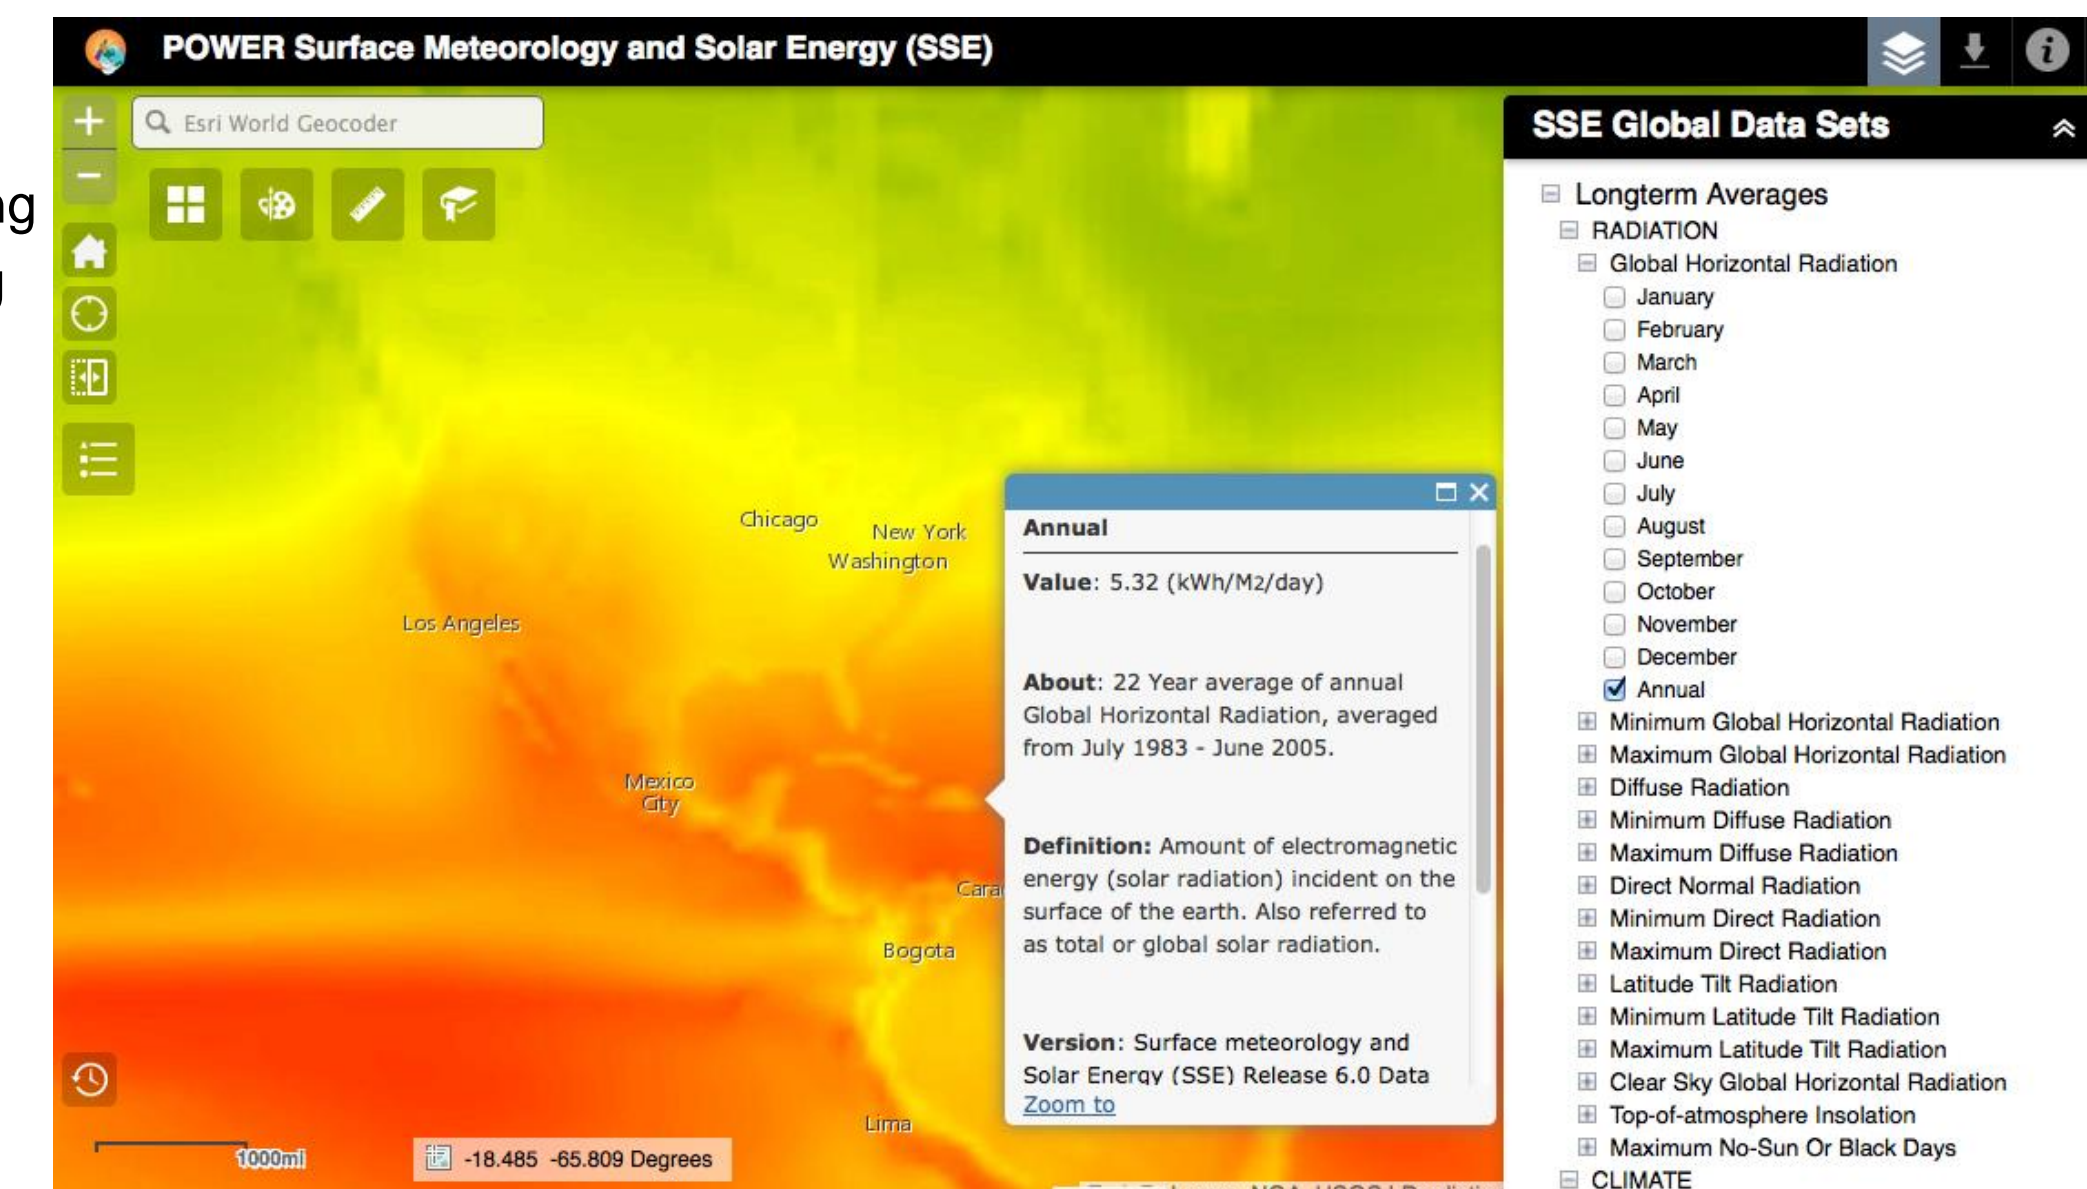 POWER Surface Meteorology and Solar Energy (SSE)
Esri World Geocoder
Chicago
New York
Washington
Los Angeles
Mexico
City
Bogota
Lima
1000mi
-18.485 -65.809 Degrees
Annual
Value: 5.32 (kWh/M2/day)
About: 22 Year average of annual
Global Horizontal Radiation, averaged
from July 1983 - June 2005.
Definition: Amount of electromagnetic
energy (solar radiation) incident on the
surface of the earth. Also referred to
as total or global solar radiation.
Version: Surface meteorology and
Solar Energy (SSE) Release 6.0 Data
Zoom to
SSE Global Data Sets
Longterm Averages
RADIATION
Global Horizontal Radiation
January
February
March
April
May
June
July
August
September
October
November
December
Annual
Minimum Global Horizontal Radiation
Maximum Global Horizontal Radiation
Diffuse Radiation
Minimum Diffuse Radiation
Maximum Diffuse Radiation
Direct Normal Radiation
Minimum Direct Radiation
Maximum Direct Radiation
Latitude Tilt Radiation
Minimum Latitude Tilt Radiation
Maximum Latitude Tilt Radiation
Clear Sky Global Horizontal Radiation
Top-of-atmosphere Insolation
Maximum No-Sun Or Black Days
CLIMATE